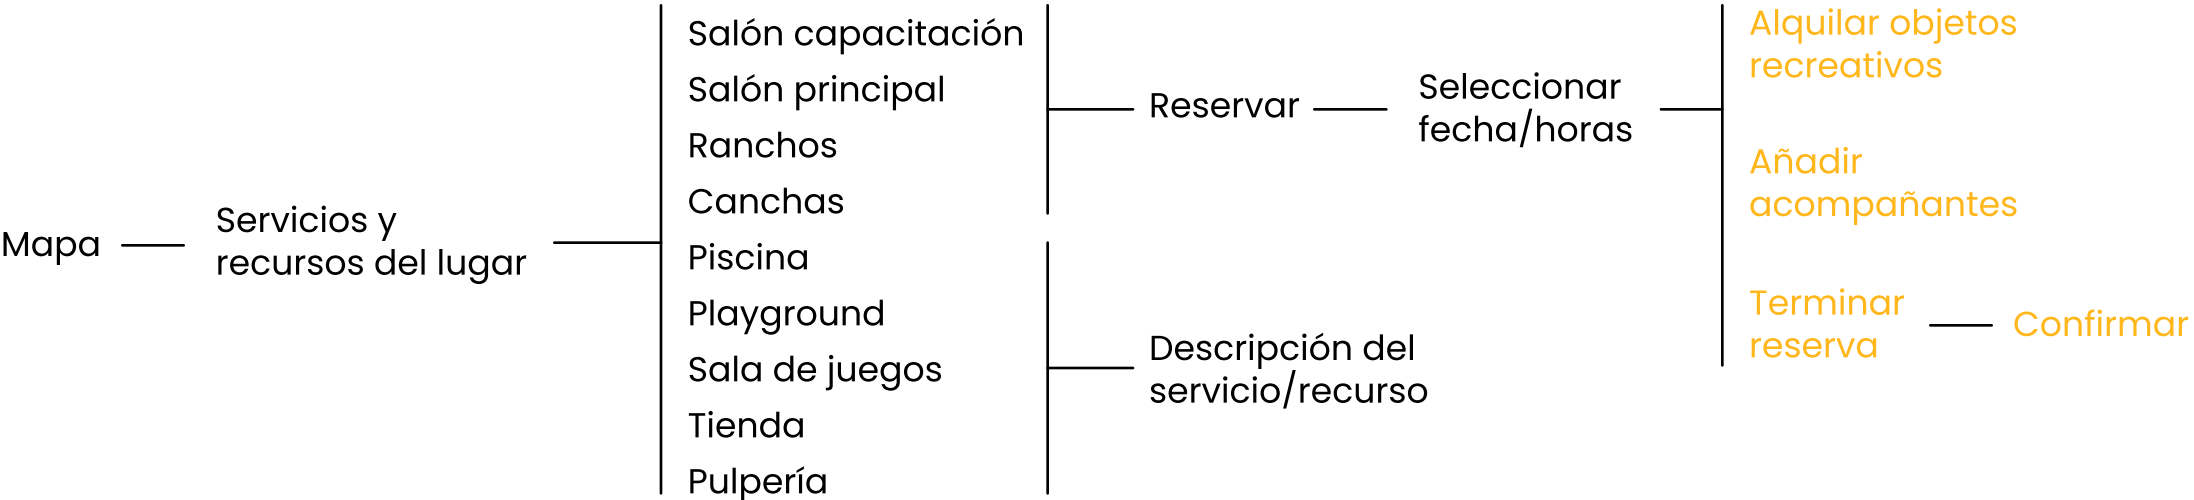 Mapa
Servicios y
recursos del lugar
Salón capacitación
Salón principal
Ranchos
Canchas
Piscina
Playground
Sala de juegos
Tienda
Pulpería
Reservar
Seleccionar
fecha/horas
Descripción del
servicio/recurso
Alquilar objetos
recreativos
Añadir
acompañantes
Terminar
reserva
Confirmar